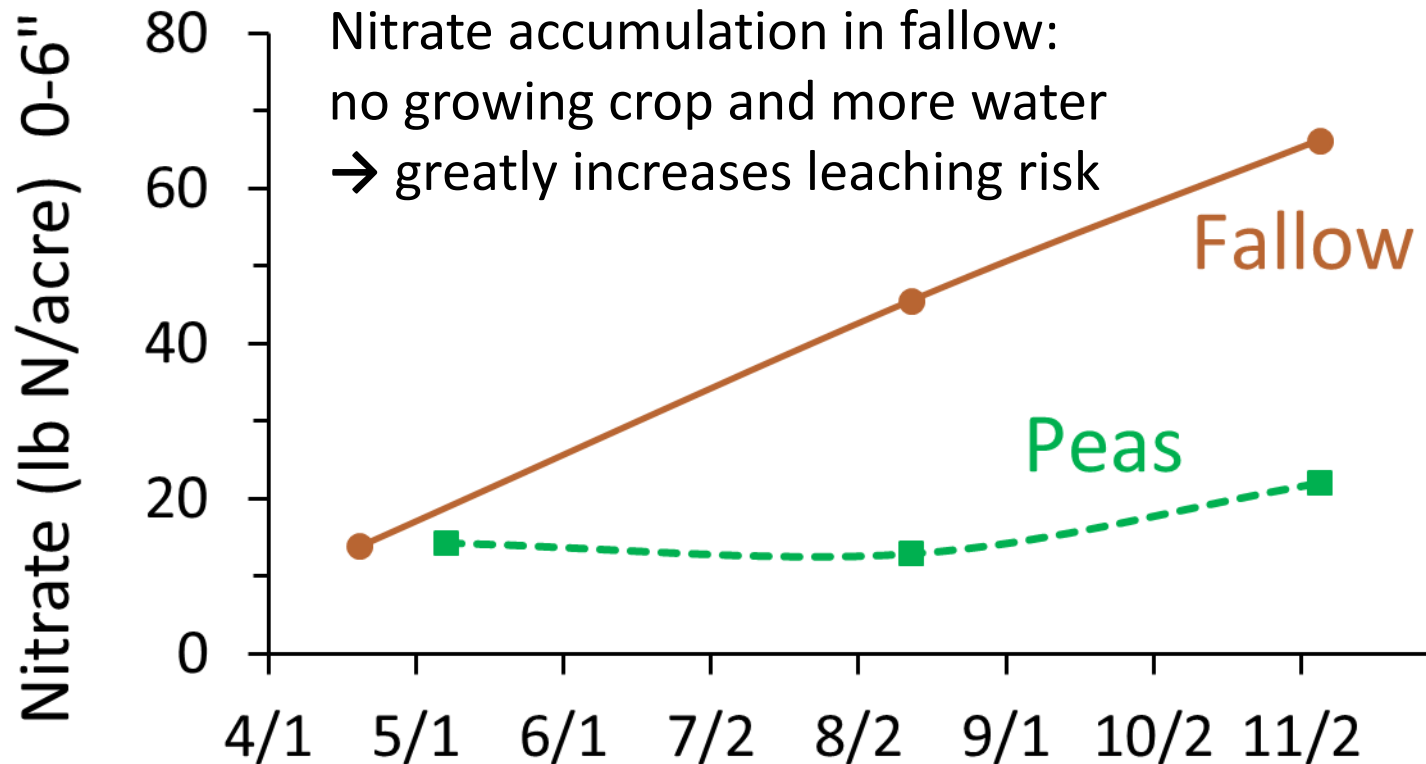 Nitrate (lb N/acre) 0-6"
80
60
40
20
0
Nitrate accumulation in fallow:
no growing crop and more water
→ greatly increases leaching risk
Fallow
Peas
4/1 5/1 6/1 7/2 8/2 9/1 10/2 11/2